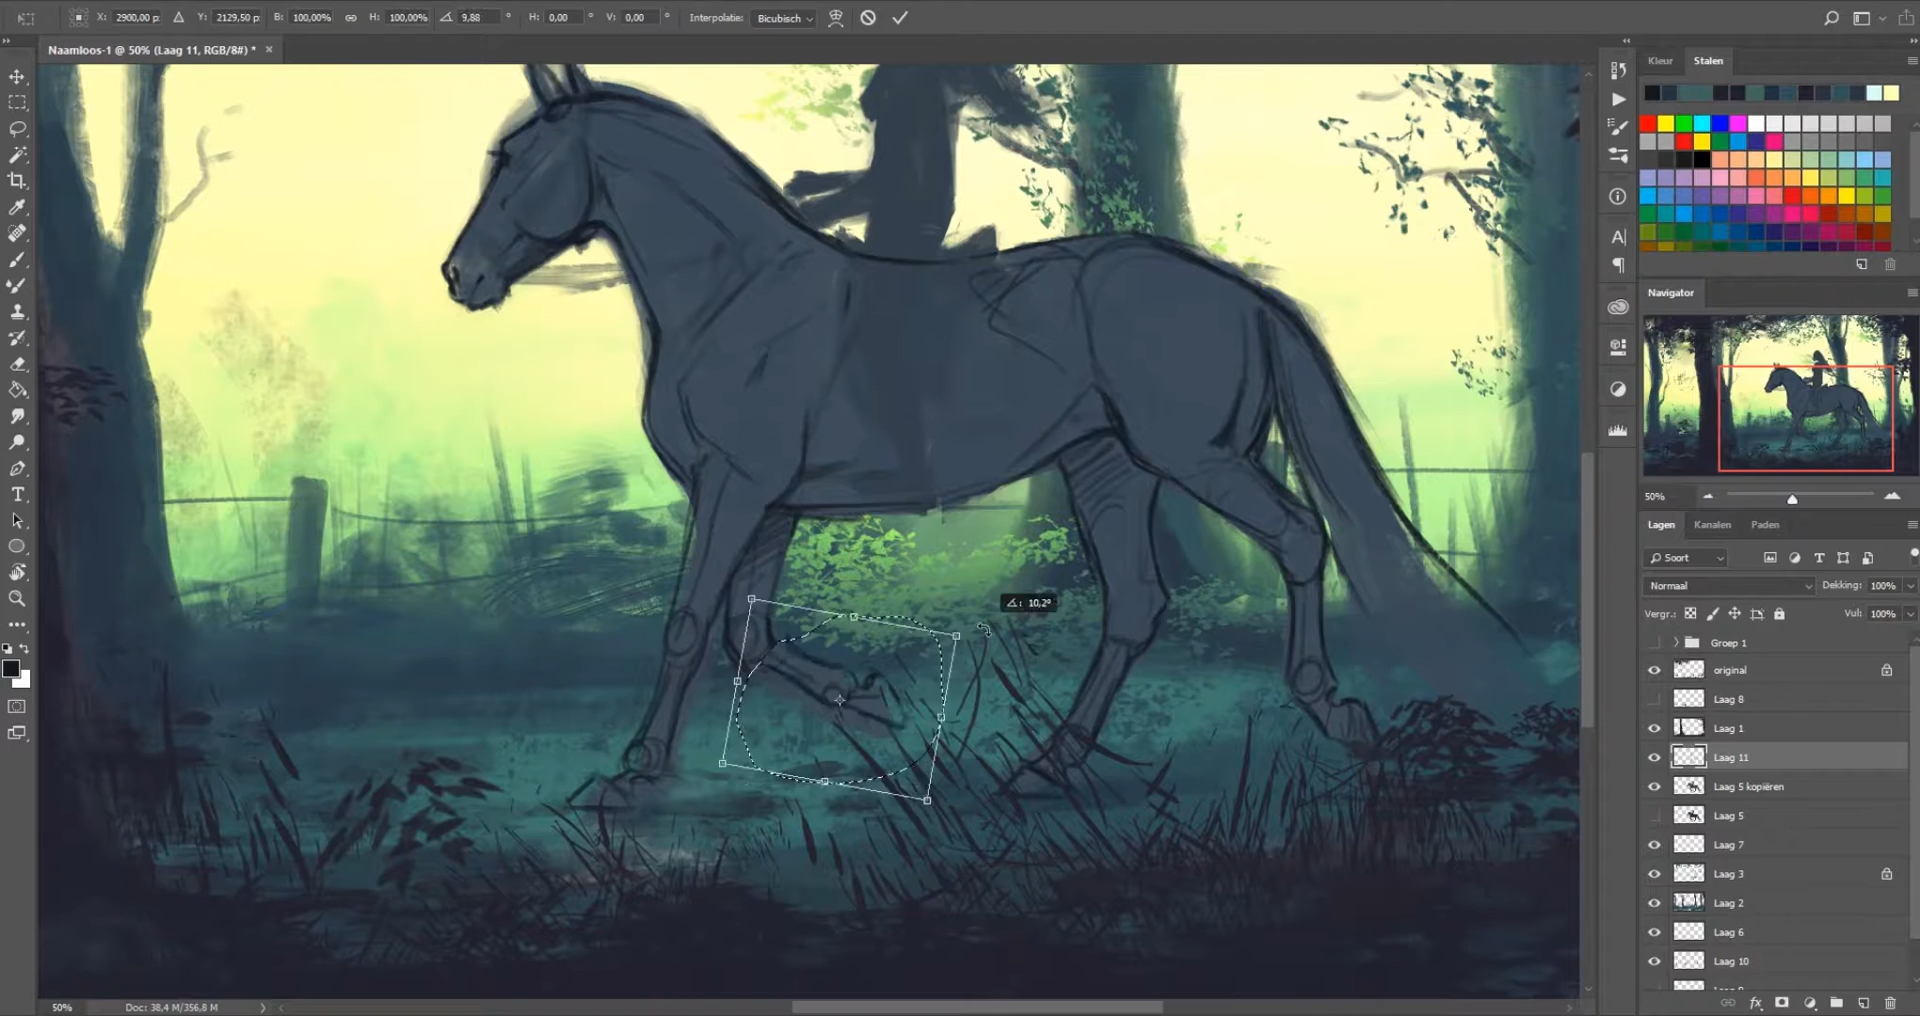 X: 2900,00 p: Y: 2129,50 p: B: 100,00% H: 100,00% 9,88 ° H: 0,00 ° V: 0,00 ° Interpolatie: Bicubisch
Naamloos-1 @ 50% (Laag 11, RGB/8#) * ×
Kleur Stalen
Navigator
50%
Lagen Kanalen Paden
Soort
Normaal Dekking: 100%
Vergr.: Vul: 100%
Groep 1
original
Laag 8
Laag 1
Laag 11
Laag 5 kopiëren
Laag 5
Laag 7
Laag 3
Laag 2
Laag 6
Laag 10
10,2°
50% Doc: 38,4 M/356,8 M